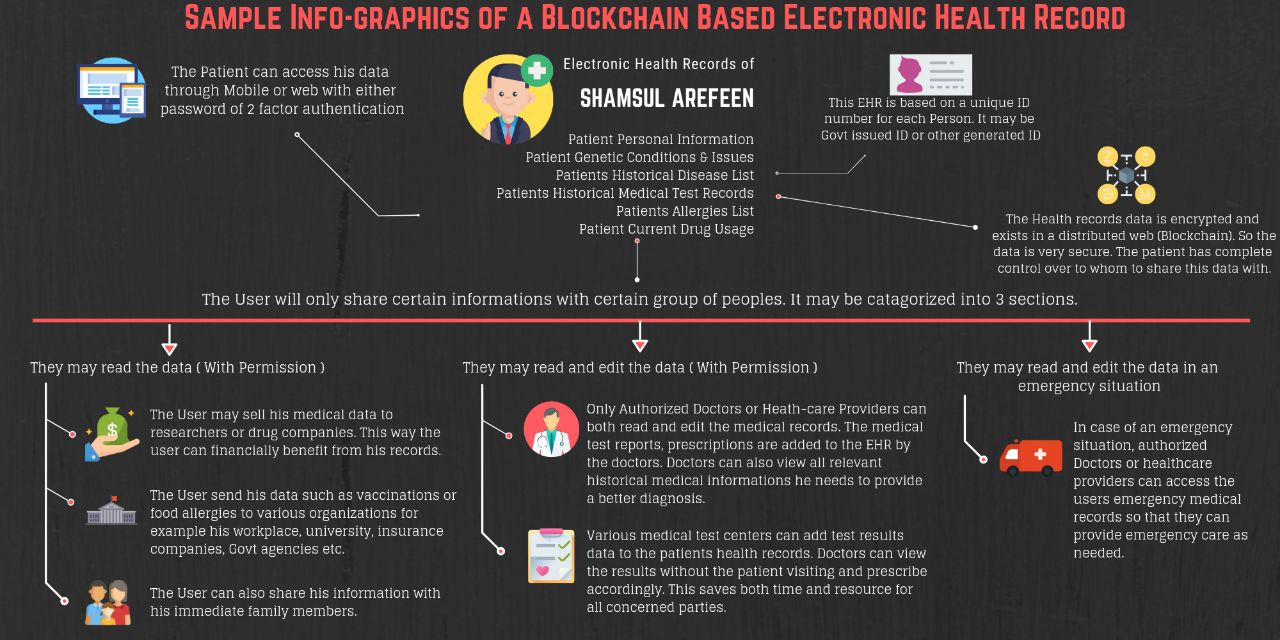 SAMPLE INFO-GRAPHICS OF A BLOCKCHAIN BASED ELECTRONIC HEALTH RECORD
The Patient can access his data
through Mobile or web with either
password of 2 factor authentication
Electronic Health Records of
SHAMSUL AREFEEN
Patient Personal Information
Patient Genetic Conditions & Issues
Patients Historical Disease List
Patients Historical Medical Test Records
Patients Allergies List
Patient Current Drug Usage
This EHR is based on a unique ID
number for each Person. It may be
Govt issued ID or other generated ID
The Health records data is encrypted and
exists in a distributed web (Blockchain). So the
data is very secure. The patient has complete
control over to whom to share this data with.
The User will only share certain informations with certain group of peoples. It may be catagorized into 3 sections.
They may read the data ( With Permission )
$
The User may sell his medical data to
researchers or drug companies. This way the
user can financially benefit from his records.
The User send his data such as vaccinations or
food allergies to various organizations for
example his workplace, university, insurance
companies, Govt agencies etc.
The User can also share his information with
his immediate family members.
They may read and edit the data ( With Permission )
Only Authorized Doctors or Heath-care Providers can
both read and edit the medical records. The medical
test reports, prescriptions are added to the EHR by
the doctors. Doctors can also view all relevant
historical medical informations he needs to provide
a better diagnosis.
Various medical test centers can add test results
data to the patients health records. Doctors can view
the results without the patient visiting and prescribe
accordingly. This saves both time and resource for
all concerned parties.
They may read and edit the data in an
emergency situation
In case of an emergency
situation, authorized
Doctors or healthcare
providers can access the
users emergency medical
records so that they can
provide emergency care as
needed.